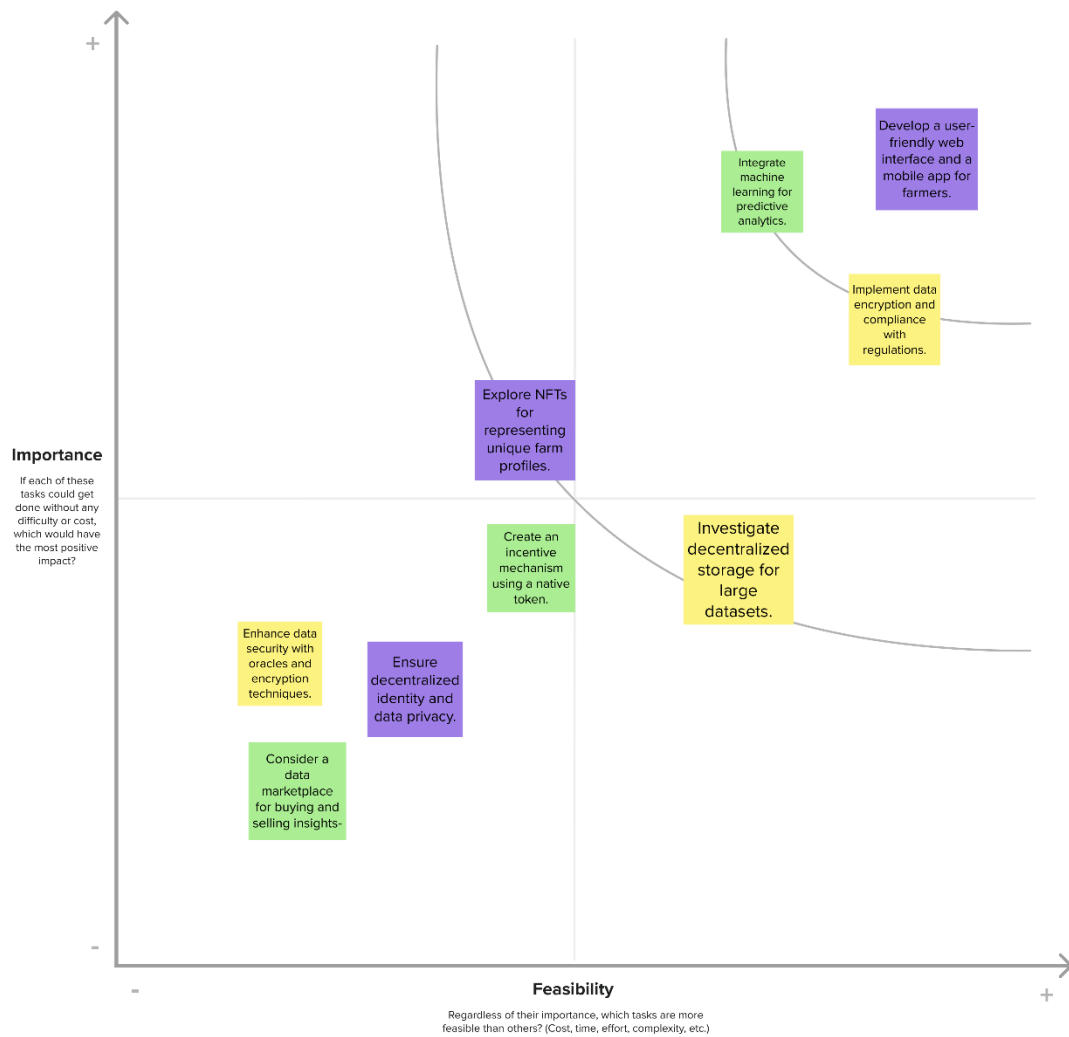 +
Develop a user-
friendly web
interface and a
mobile app for
farmers.
Integrate
machine
learning for
predictive
analytics.
Implement data
encryption and
compliance
with
regulations.
Explore NFTs
for
representing
unique farm
profiles.
Importance
If each of these
tasks could get
done without any
difficulty or cost,
which would have
the most positive
impact?
Investigate
decentralized
storage for
large
datasets.
Create an
incentive
mechanism
using a native
token.
Enhance data
security with
oracles and
encryption
techniques.
Ensure
decentralized
identity and
data privacy.
Consider a
data
marketplace
for buying and
selling insights-
-
-
Feasibility
+
Regardless of their importance, which tasks are more
feasible than others? (Cost, time, effort, complexity, etc.)